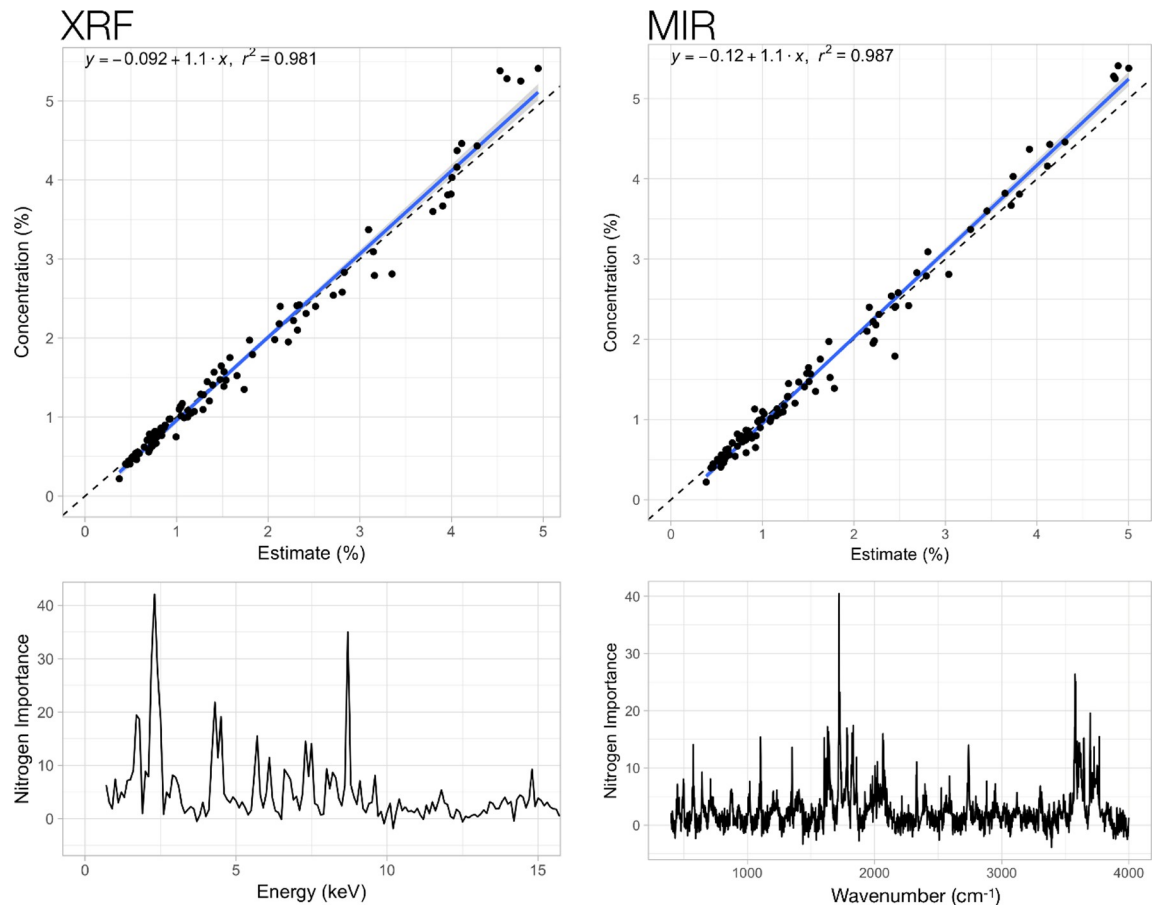 XRF
y = −0.092 + 1.1 · x, r² = 0.981
Concentration (%)
5
4
3
2
1
0
0 1 2 3 4 5
Estimate (%)
MIR
y = −0.12 + 1.1 · x, r² = 0.987
Concentration (%)
5
4
3
2
1
0
0 1 2 3 4 5
Estimate (%)
Nitrogen Importance
40
30
20
10
0
0 5 10 15
Energy (keV)
Nitrogen Importance
40
30
20
10
0
1000 2000 3000 4000
Wavenumber (cm⁻¹)